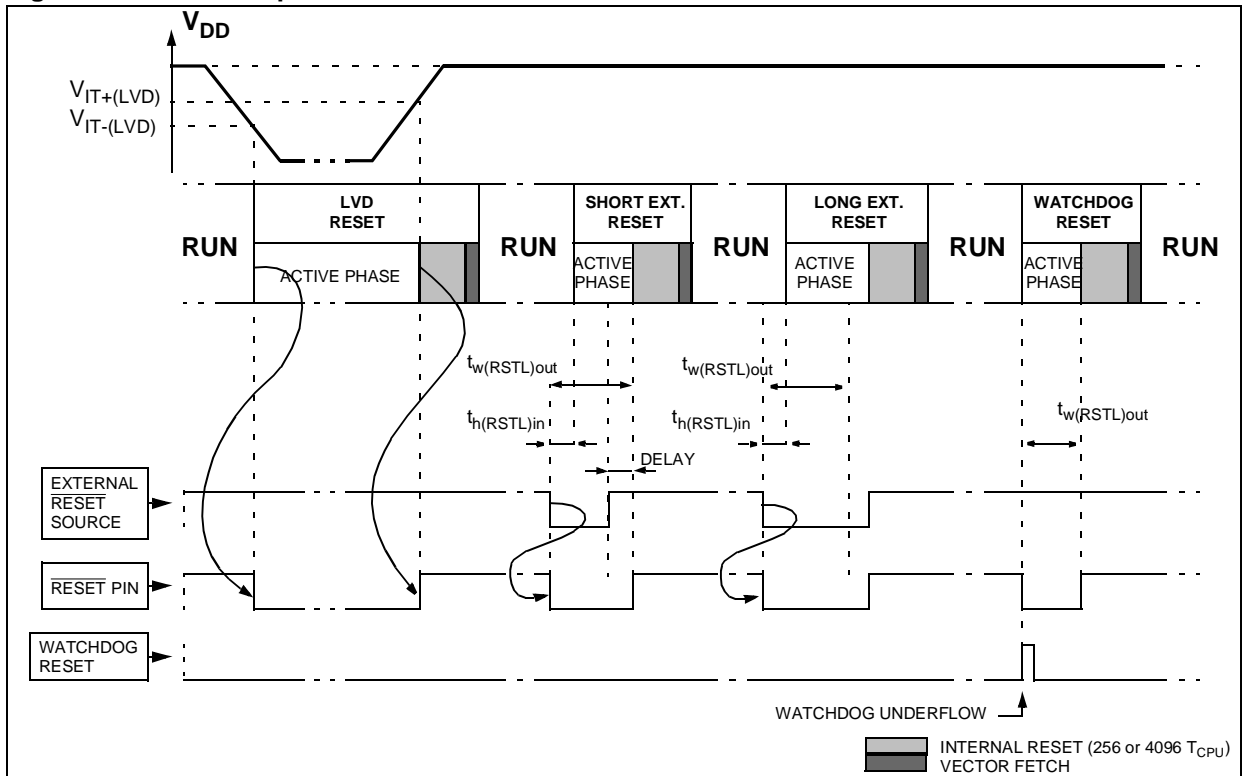 V_DD
V_IT+(LVD)
V_IT-(LVD)
LVD
RESET
SHORT EXT.
RESET
LONG EXT.
RESET
WATCHDOG
RESET
RUN
RUN
RUN
RUN
RUN
ACTIVE PHASE
ACTIVE
PHASE
ACTIVE
PHASE
ACTIVE
PHASE
t_w(RSTL)out
t_w(RSTL)out
t_w(RSTL)out
t_h(RSTL)in
t_h(RSTL)in
DELAY
EXTERNAL
RESET
SOURCE
RESET PIN
WATCHDOG
RESET
WATCHDOG UNDERFLOW
INTERNAL RESET (256 or 4096 T_CPU)
VECTOR FETCH